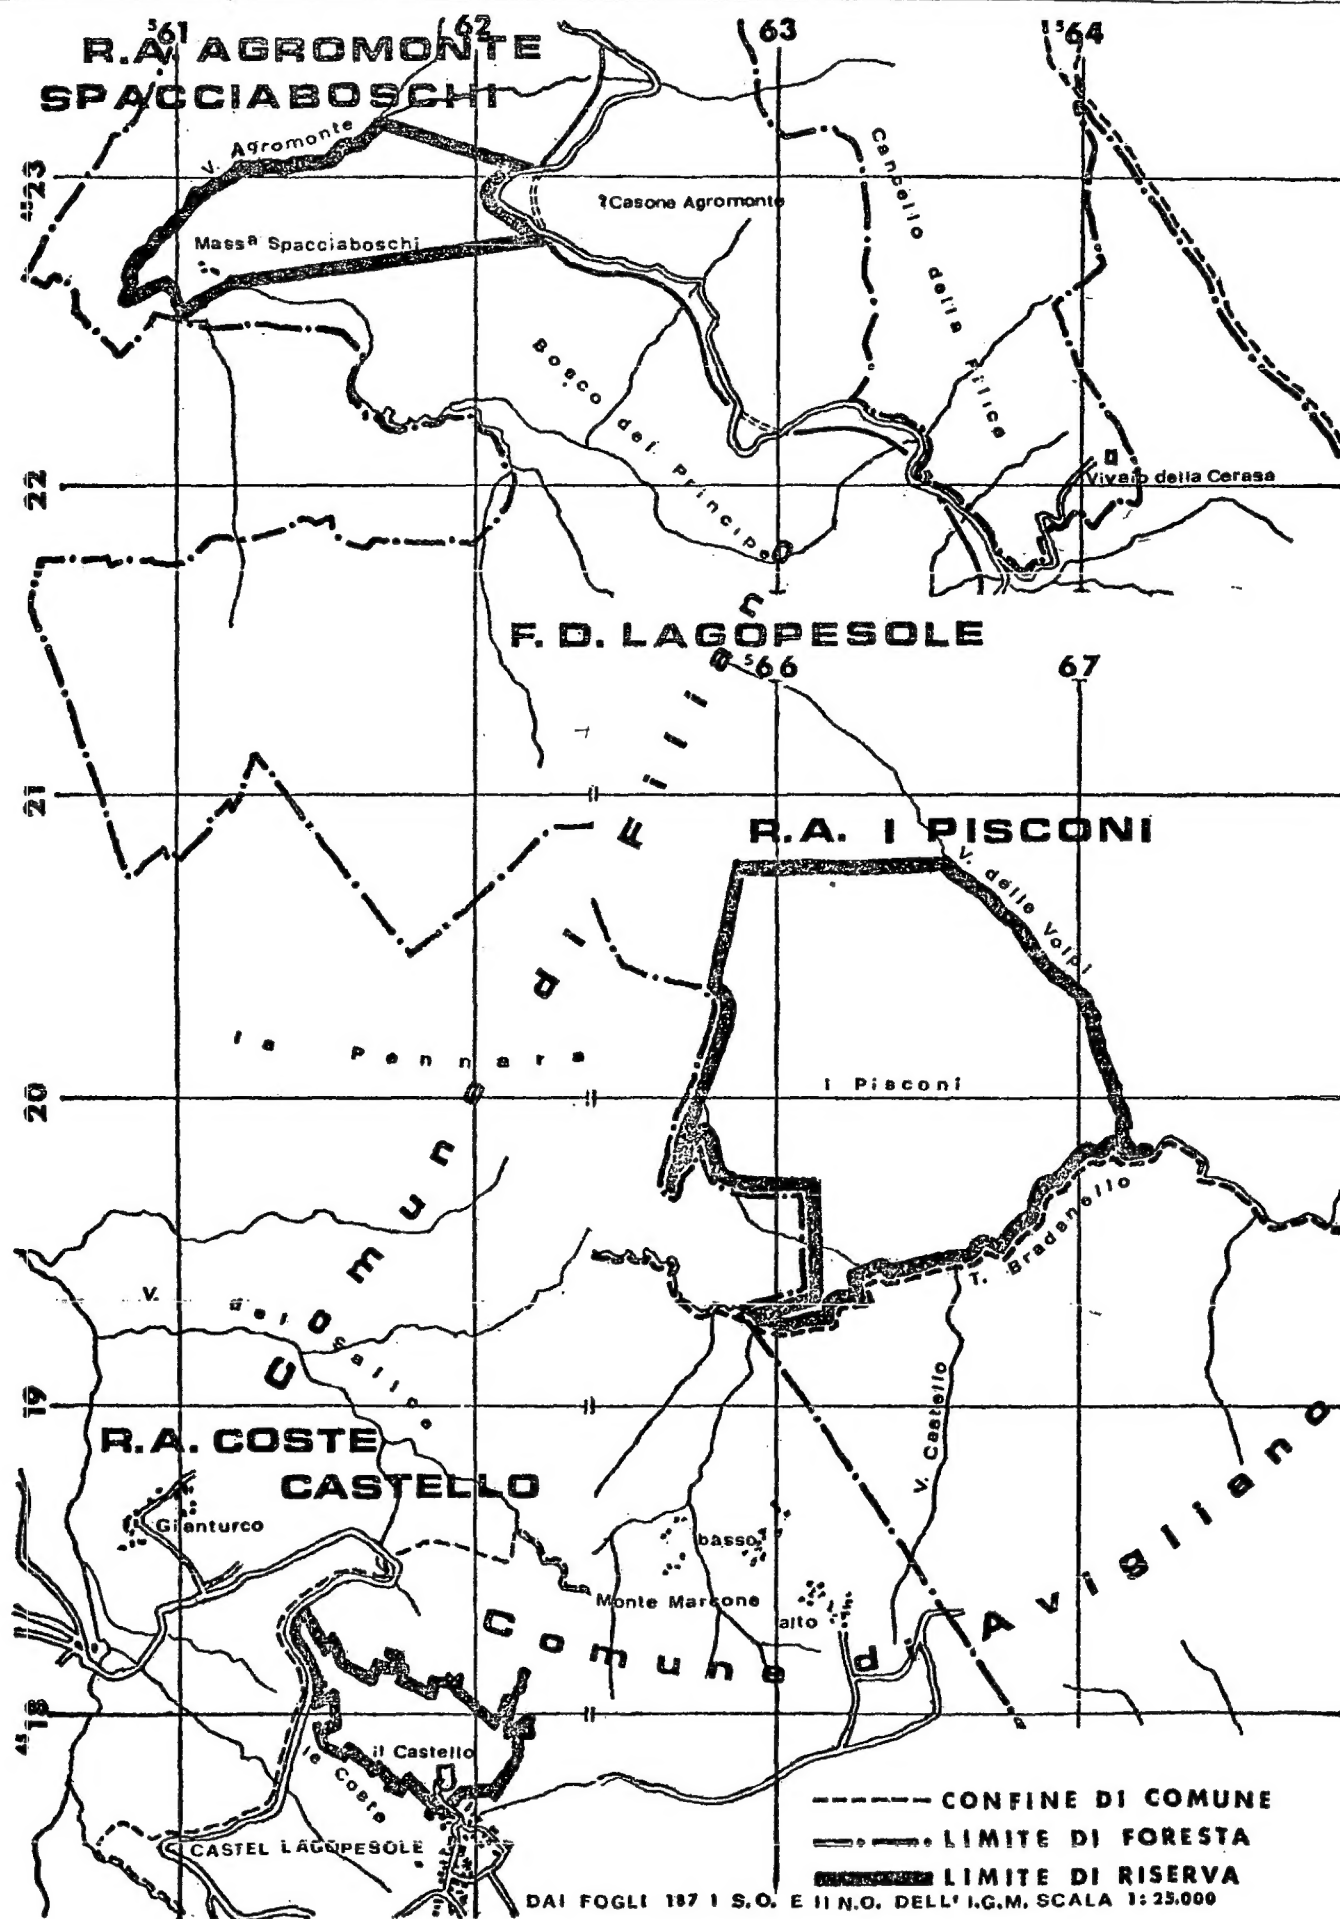 ⁵61
62
63
⁵64
R.A. AGROMONTE
SPACCIABOSCHI
V. Agromonte
⁴⁵23
Casone Agromonte
Cancello della Filica
Massª Spacciaboschi
Bosco dei Principe
22
Vivaio della Cerasa
F. D. LAGOPESOLE
⁵66
67
21
R.A. I PISCONI
V. delle Volpi
Comune di Filiano
la Pennara
i Pisconi
20
T. Bradanello
V. del Salice
19
R.A. COSTE
CASTELLO
V. Castello
Gianturco
basso
Monte Marcone
alto
Comune di Avigliano
⁴⁵18
il Castello
le Coste
CASTEL LAGOPESOLE
CONFINE DI COMUNE
LIMITE DI FORESTA
LIMITE DI RISERVA
DAI FOGLI 187 I S.O. E II N.O. DELL' I.G.M. SCALA 1:25.000